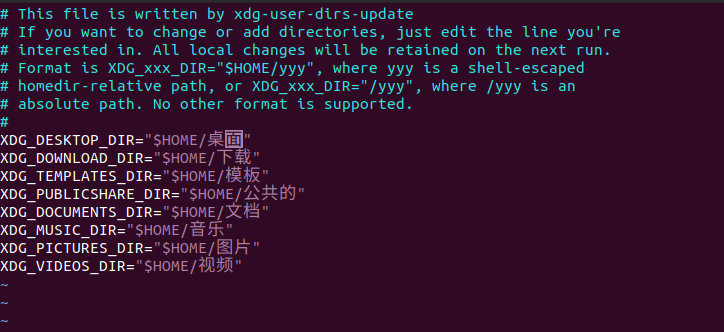 # This file is written by xdg-user-dirs-update
# If you want to change or add directories, just edit the line you're
# interested in. All local changes will be retained on the next run.
# Format is XDG_xxx_DIR="$HOME/yyy", where yyy is a shell-escaped
# homedir-relative path, or XDG_xxx_DIR="/yyy", where /yyy is an
# absolute path. No other format is supported.
#
XDG_DESKTOP_DIR="$HOME/桌面"
XDG_DOWNLOAD_DIR="$HOME/下载"
XDG_TEMPLATES_DIR="$HOME/模板"
XDG_PUBLICSHARE_DIR="$HOME/公共的"
XDG_DOCUMENTS_DIR="$HOME/文档"
XDG_MUSIC_DIR="$HOME/音乐"
XDG_PICTURES_DIR="$HOME/图片"
XDG_VIDEOS_DIR="$HOME/视频"
~
~
~